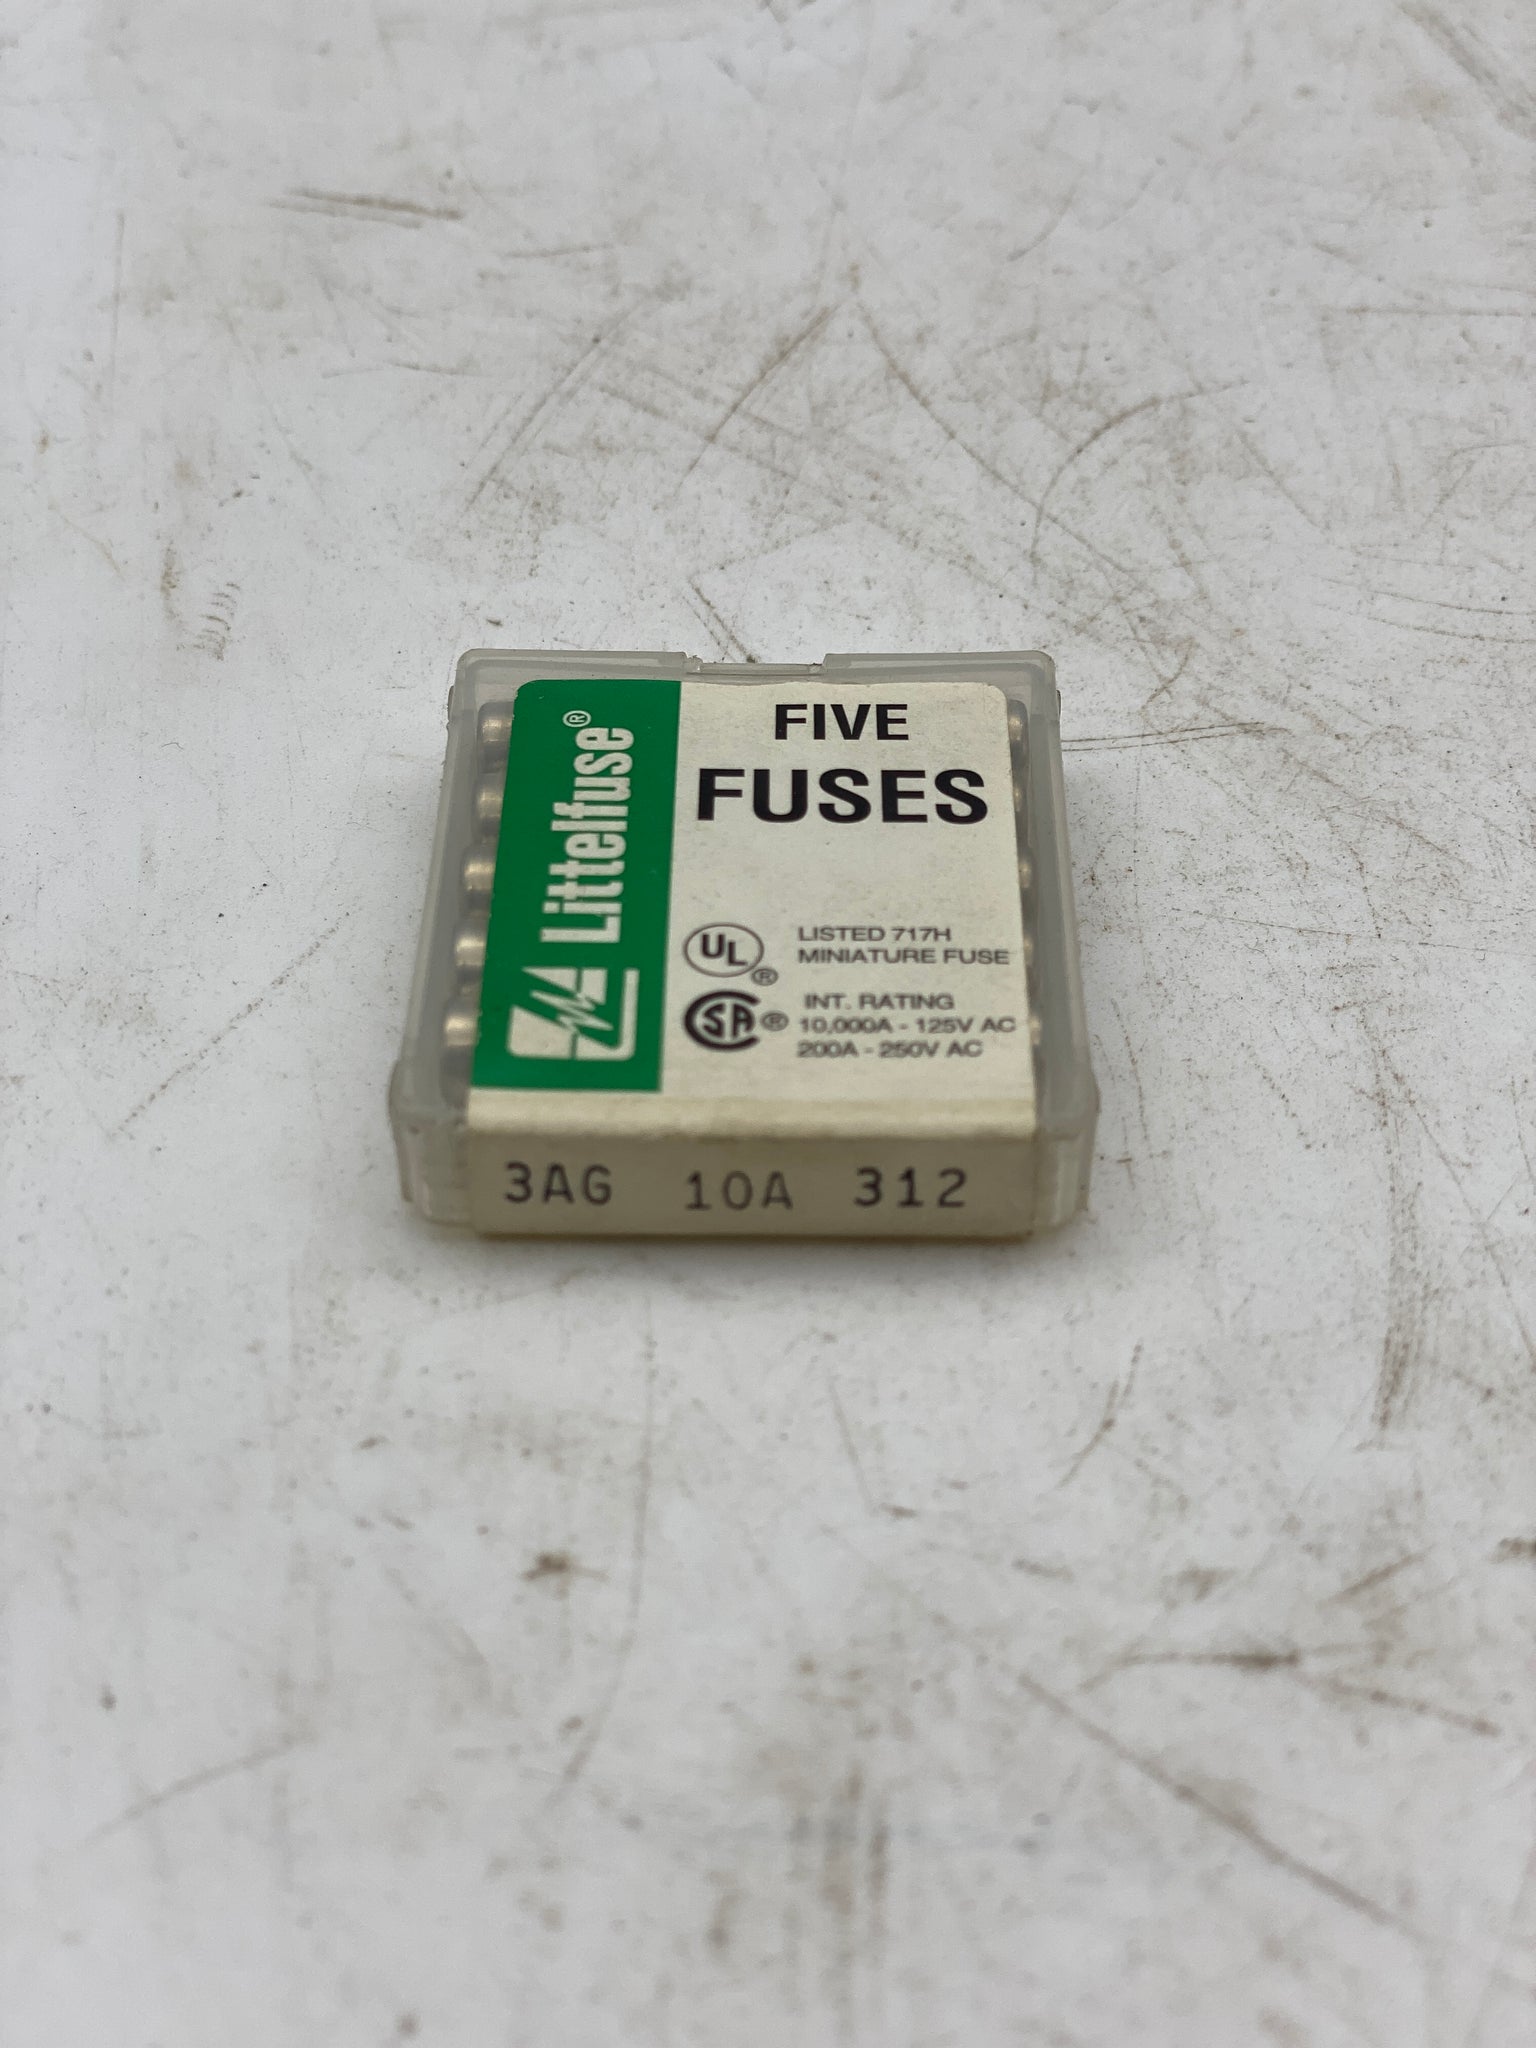 Littelfuse®
FIVE
FUSES
UL® LISTED 717H
MINIATURE FUSE
CSA® INT. RATING
10,000A - 125V AC
200A - 250V AC
3AG 10A 312